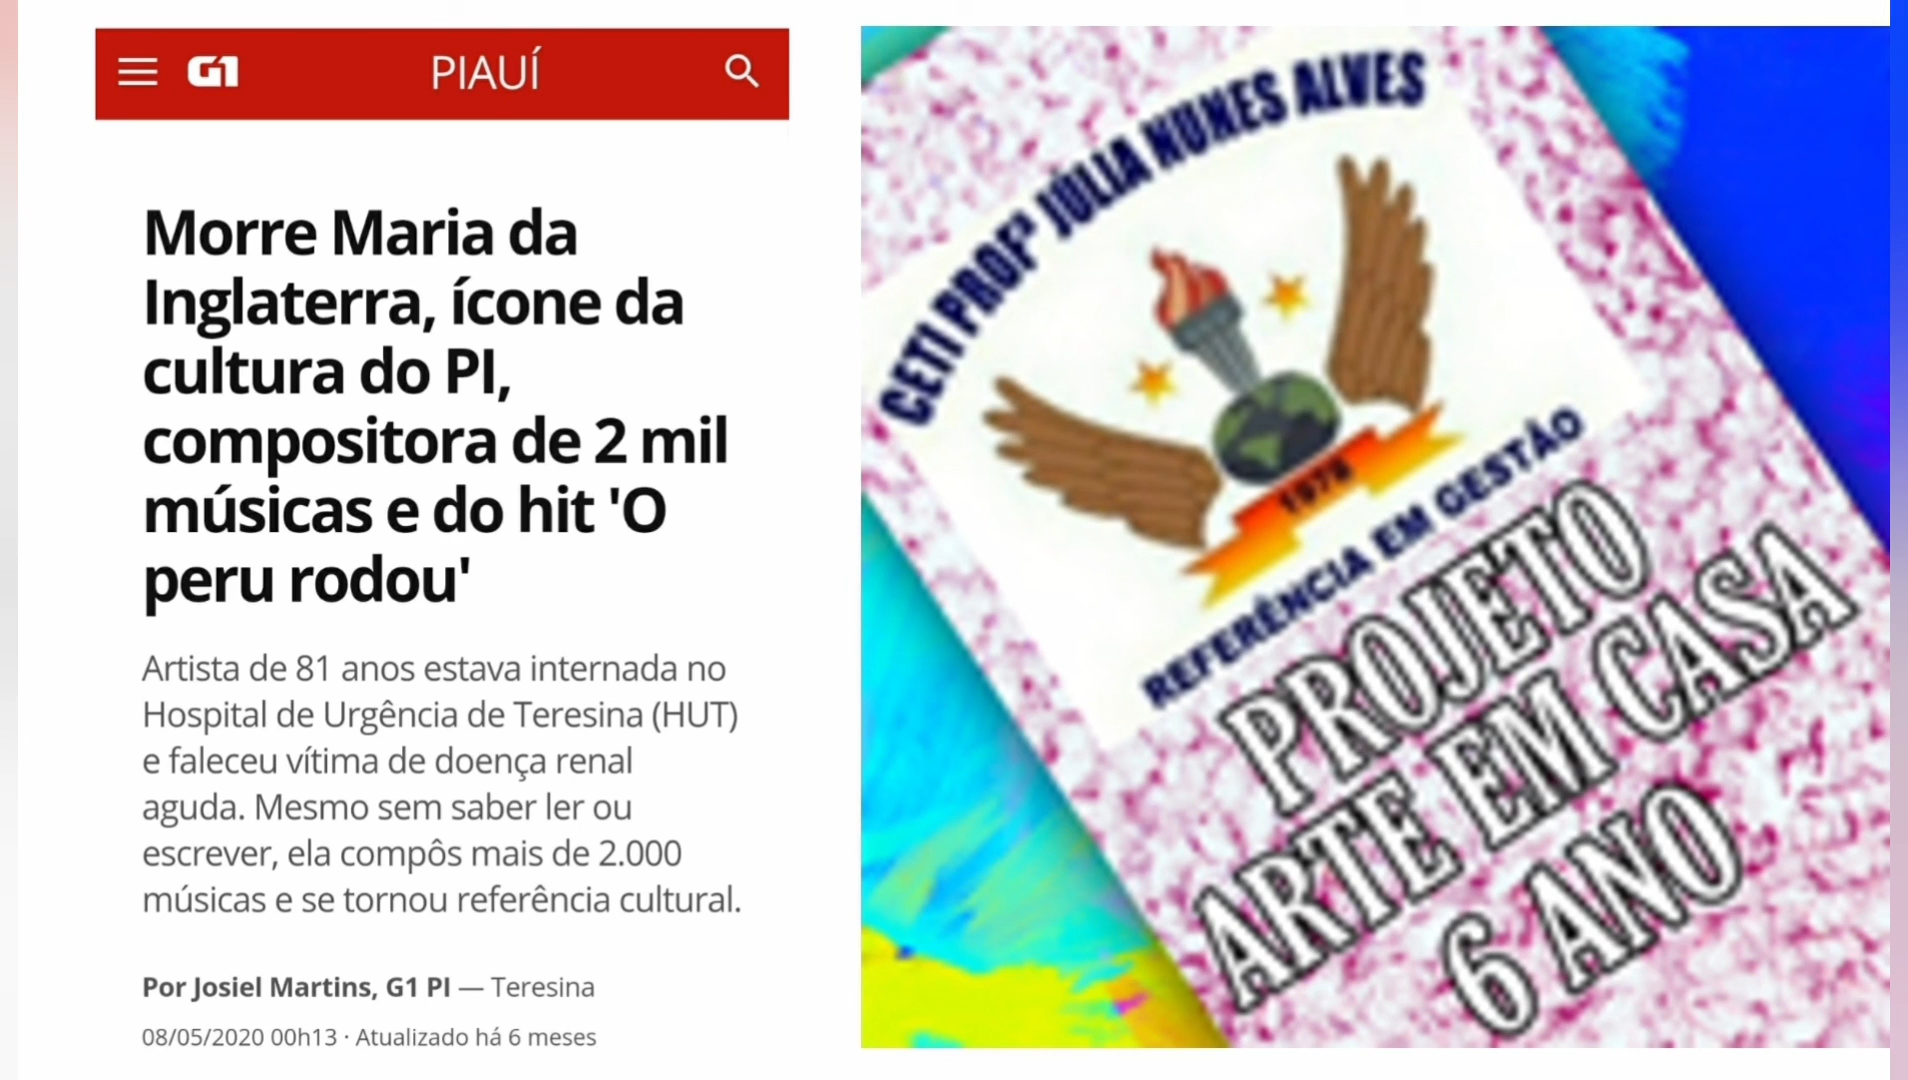 G1
PIAUÍ
Morre Maria da
Inglaterra, ícone da
cultura do PI,
compositora de 2 mil
músicas e do hit 'O
peru rodou'
Artista de 81 anos estava internada no
Hospital de Urgência de Teresina (HUT)
e faleceu vítima de doença renal
aguda. Mesmo sem saber ler ou
escrever, ela compôs mais de 2.000
músicas e se tornou referência cultural.
Por Josiel Martins, G1 PI — Teresina
08/05/2020 00h13 · Atualizado há 6 meses
CETI PROFª JÚLIA NUNES ALVES
REFERÊNCIA EM GESTÃO
PROJETO
ARTE EM CASA
6 ANO